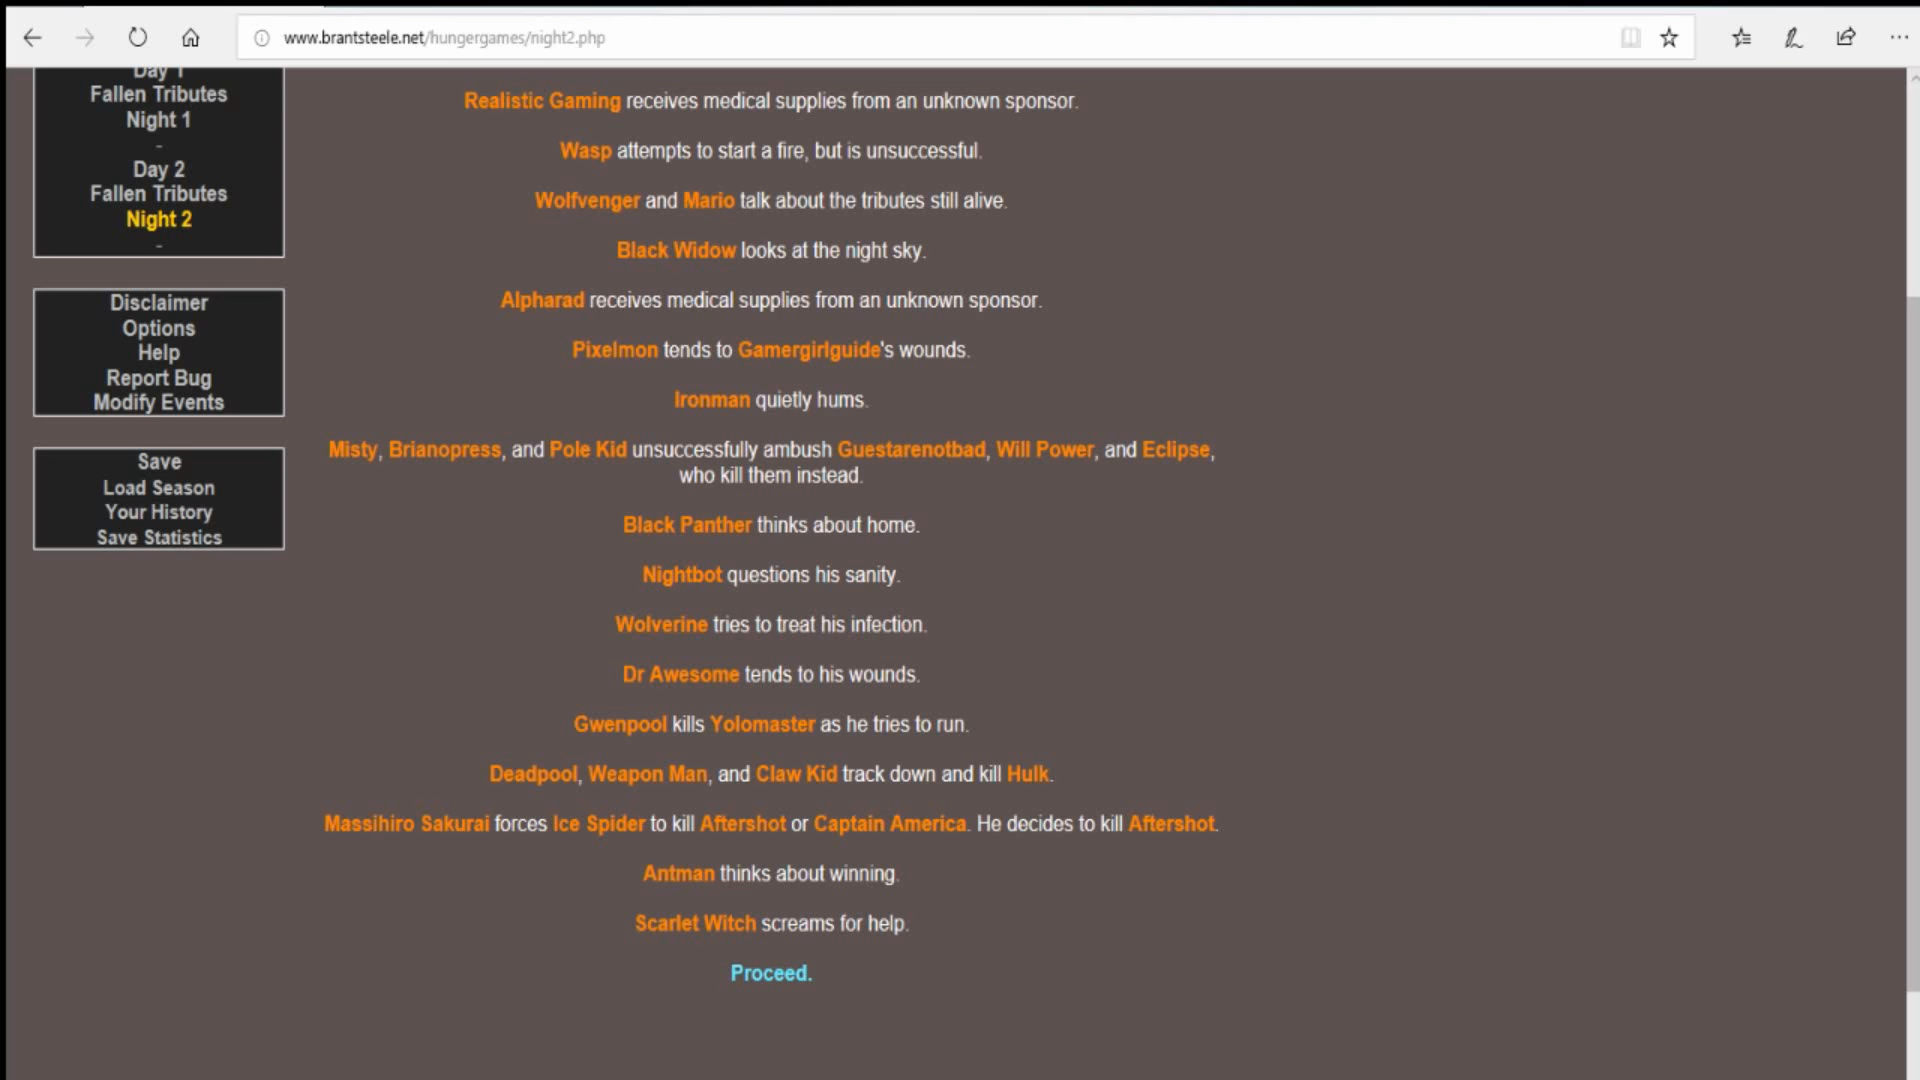 www.brantsteele.net/hungergames/night2.php
Day 1
Fallen Tributes
Night 1
-
Day 2
Fallen Tributes
Night 2
-
Disclaimer
Options
Help
Report Bug
Modify Events
Save
Load Season
Your History
Save Statistics
Realistic Gaming receives medical supplies from an unknown sponsor.
Wasp attempts to start a fire, but is unsuccessful.
Wolfvenger and Mario talk about the tributes still alive.
Black Widow looks at the night sky.
Alpharad receives medical supplies from an unknown sponsor.
Pixelmon tends to Gamergirlguide's wounds.
Ironman quietly hums.
Misty, Brianopress, and Pole Kid unsuccessfully ambush Guestarenotbad, Will Power, and Eclipse,
who kill them instead.
Black Panther thinks about home.
Nightbot questions his sanity.
Wolverine tries to treat his infection.
Dr Awesome tends to his wounds.
Gwenpool kills Yolomaster as he tries to run.
Deadpool, Weapon Man, and Claw Kid track down and kill Hulk.
Massihiro Sakurai forces Ice Spider to kill Aftershot or Captain America. He decides to kill Aftershot.
Antman thinks about winning.
Scarlet Witch screams for help.
Proceed.